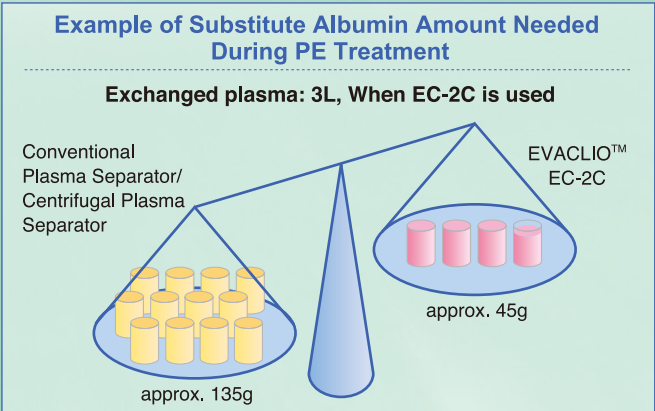 Example of Substitute Albumin Amount Needed
During PE Treatment
Exchanged plasma: 3L, When EC-2C is used
Conventional
Plasma Separator/
Centrifugal Plasma
Separator
EVACLIO™
EC-2C
approx. 45g
approx. 135g